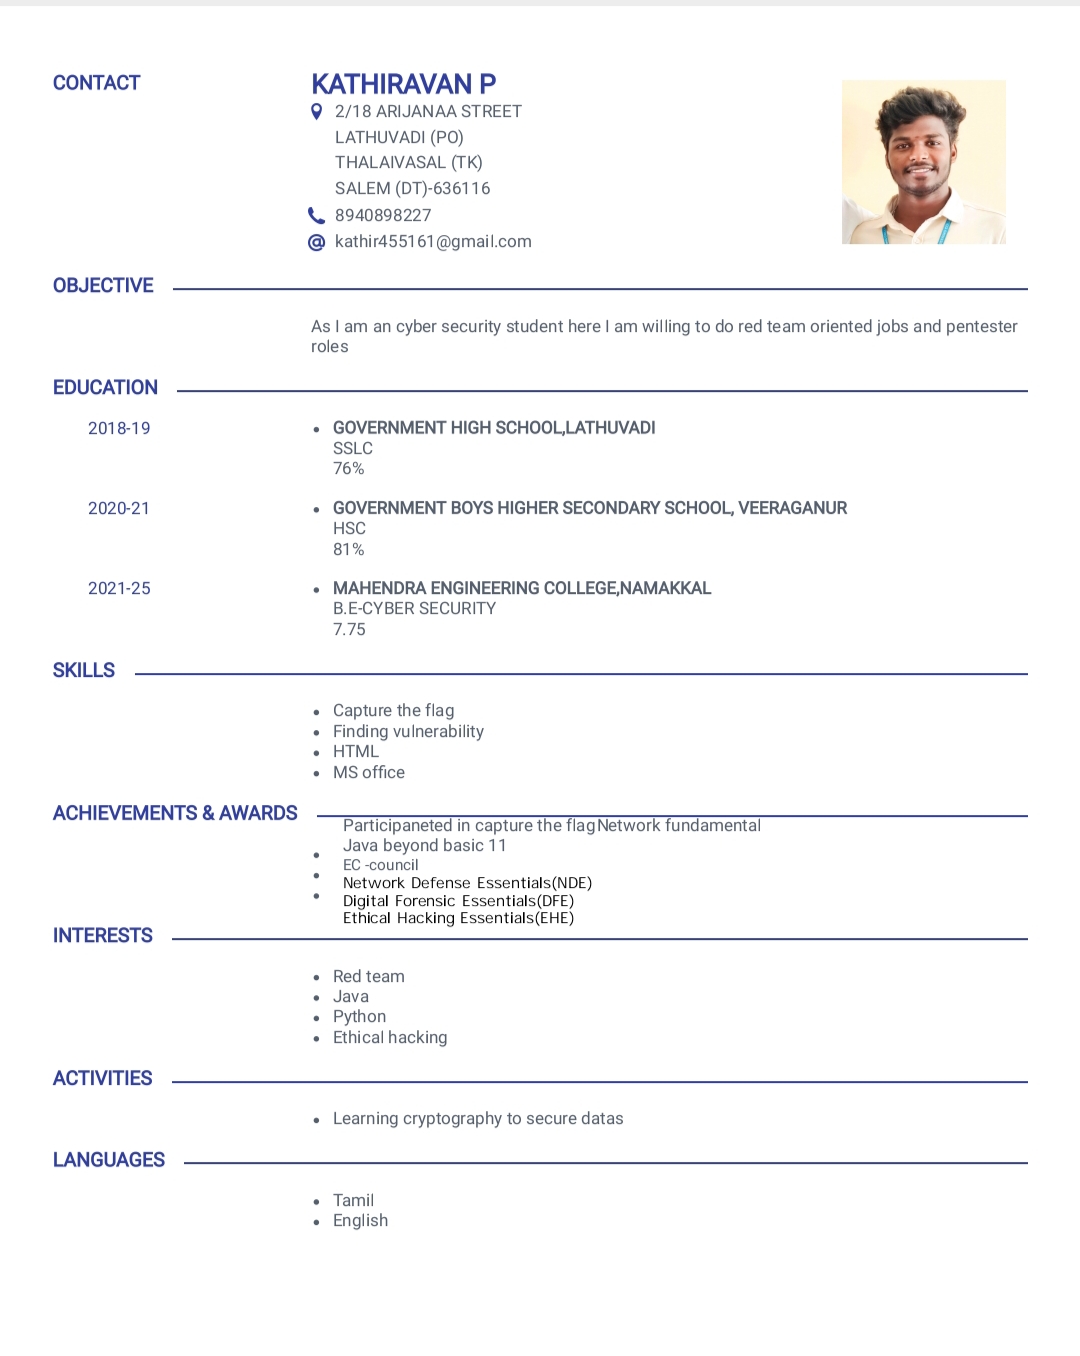 CONTACT
KATHIRAVAN P
2/18 ARIJANAA STREET
LATHUVADI (PO)
THALAIVASAL (TK)
SALEM (DT)-636116
8940898227
kathir455161@gmail.com
OBJECTIVE
As I am an cyber security student here I am willing to do red team oriented jobs and pentester
roles
EDUCATION
2018-19
• GOVERNMENT HIGH SCHOOL,LATHUVADI
SSLC
76%
2020-21
• GOVERNMENT BOYS HIGHER SECONDARY SCHOOL, VEERAGANUR
HSC
81%
2021-25
• MAHENDRA ENGINEERING COLLEGE,NAMAKKAL
B.E-CYBER SECURITY
7.75
SKILLS
• Capture the flag
• Finding vulnerability
• HTML
• MS office
ACHIEVEMENTS & AWARDS
Participaneted in capture the flagNetwork fundamental
Java beyond basic 11
EC -council
Network Defense Essentials(NDE)
Digital Forensic Essentials(DFE)
Ethical Hacking Essentials(EHE)
INTERESTS
• Red team
• Java
• Python
• Ethical hacking
ACTIVITIES
• Learning cryptography to secure datas
LANGUAGES
• Tamil
• English